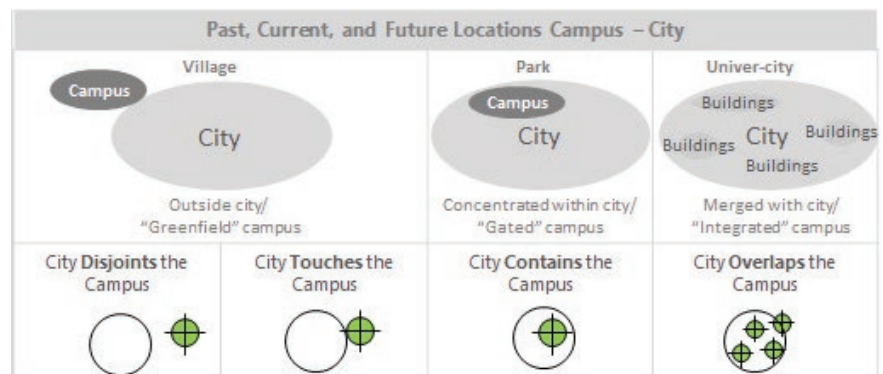 Past, Current, and Future Locations Campus – City
Village
Campus
City
Outside city/
"Greenfield" campus
Park
Campus
City
Concentrated within city/
"Gated" campus
Univer-city
Buildings
Buildings
City
Buildings
Buildings
Merged with city/
"Integrated" campus
City Disjoints the
Campus
City Touches the
Campus
City Contains the
Campus
City Overlaps the
Campus